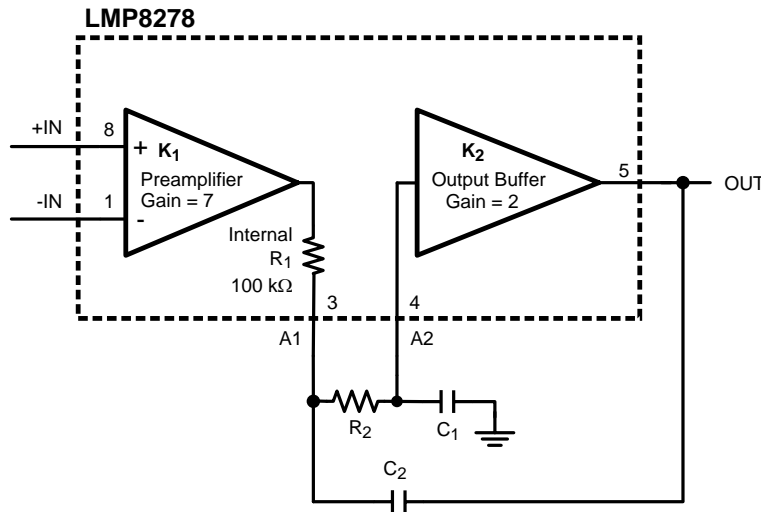 LMP8278
+IN
8
+
K₁
Preamplifier
Gain = 7
-IN
1
-
Internal
R₁
100 kΩ
K₂
Output Buffer
Gain = 2
5
OUT
3
4
A1
A2
R₂
C₁
C₂